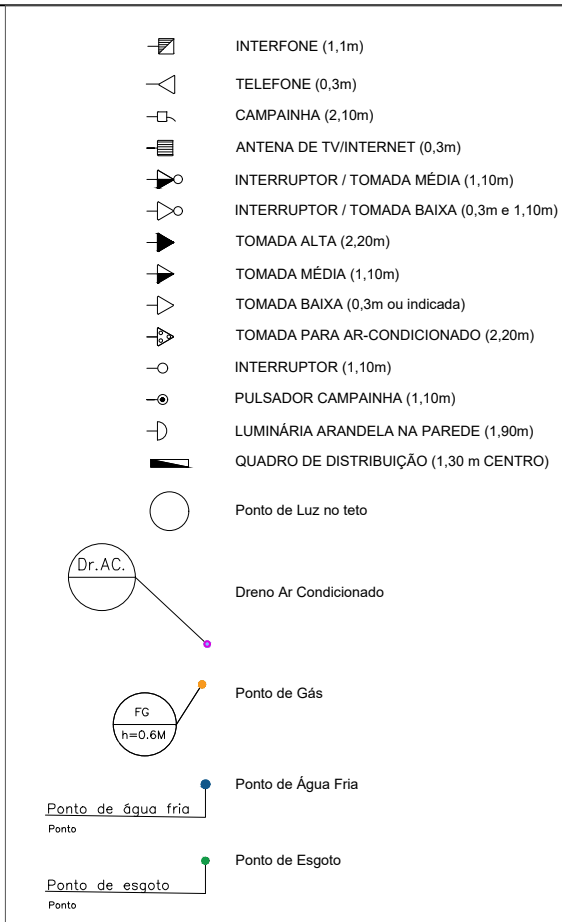 INTERFONE (1,1m)
TELEFONE (0,3m)
CAMPAINHA (2,10m)
ANTENA DE TV/INTERNET (0,3m)
INTERRUPTOR / TOMADA MÉDIA (1,10m)
INTERRUPTOR / TOMADA BAIXA (0,3m e 1,10m)
TOMADA ALTA (2,20m)
TOMADA MÉDIA (1,10m)
TOMADA BAIXA (0,3m ou indicada)
TOMADA PARA AR-CONDICIONADO (2,20m)
INTERRUPTOR (1,10m)
PULSADOR CAMPAINHA (1,10m)
LUMINÁRIA ARANDELA NA PAREDE (1,90m)
QUADRO DE DISTRIBUIÇÃO (1,30 m CENTRO)
Ponto de Luz no teto
Dr.AC.
Dreno Ar Condicionado
Ponto de Gás
FG
h=0.6M
Ponto de Água Fria
Ponto de água fria
Ponto
Ponto de Esgoto
Ponto de esgoto
Ponto